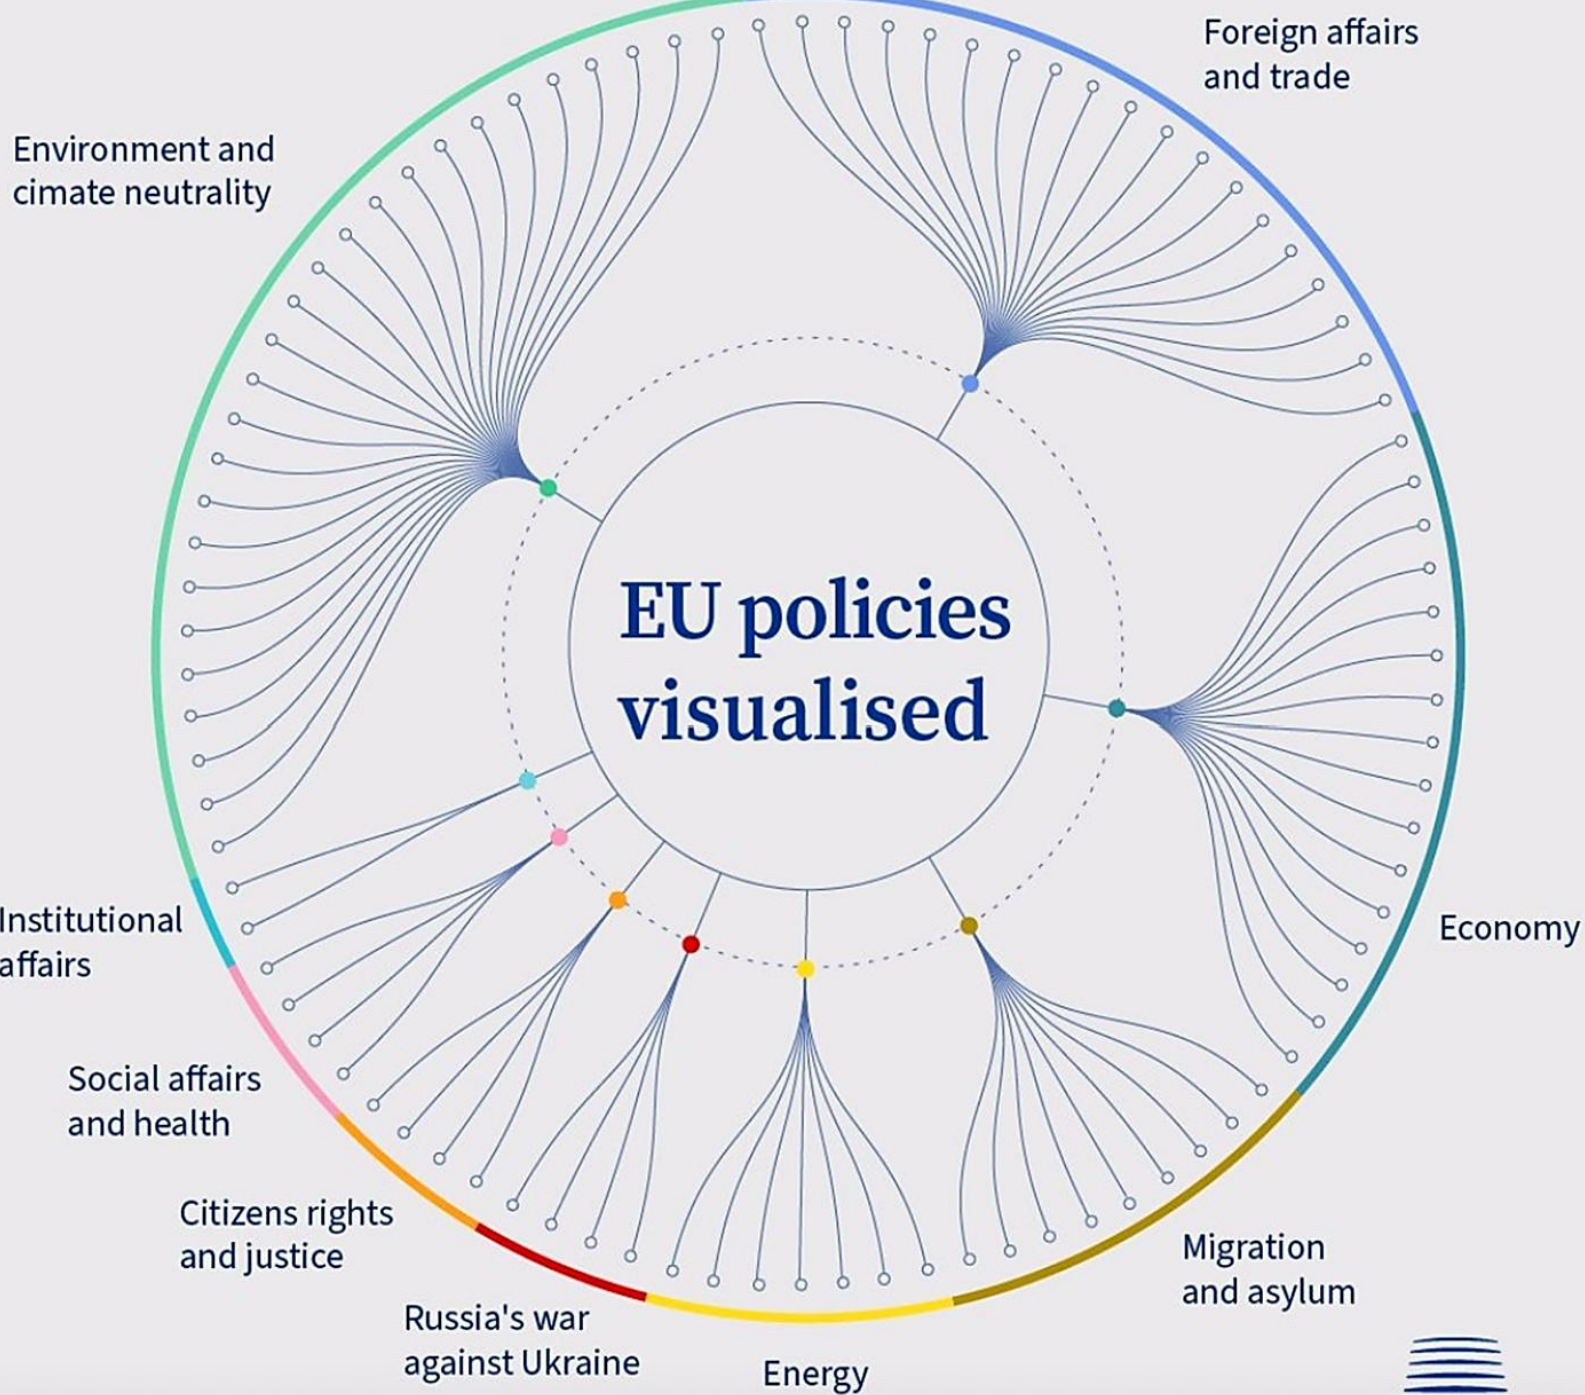 Foreign affairs
and trade
Environment and
cimate neutrality
EU policies
visualised
Institutional
affairs
Economy
Social affairs
and health
Citizens rights
and justice
Migration
and asylum
Russia's war
against Ukraine
Energy